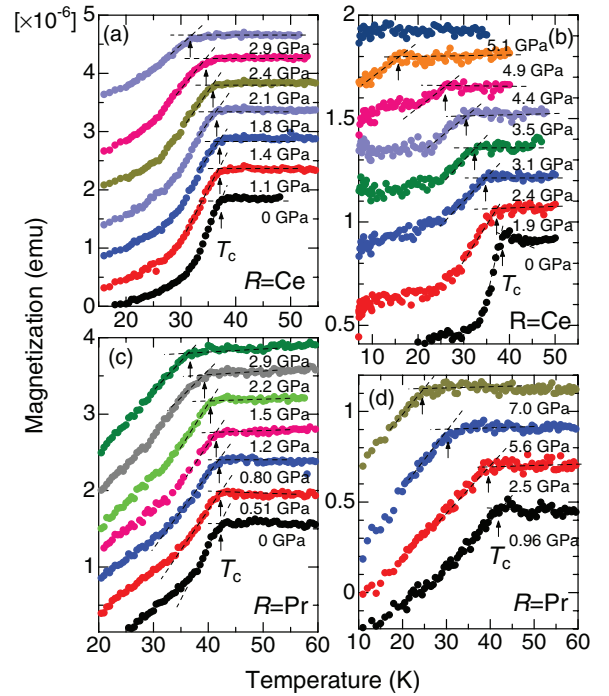 [×10⁻⁶]
Magnetization (emu)
5
4
3
2
1
0
(a)
2.9 GPa
2.4 GPa
2.1 GPa
1.8 GPa
1.4 GPa
1.1 GPa
0 GPa
Tc
R=Ce
20 30 40 50
2
1.5
1
0.5
(b)
5.1 GPa
4.9 GPa
4.4 GPa
3.5 GPa
3.1 GPa
2.4 GPa
1.9 GPa
0 GPa
Tc
R=Ce
10 20 30 40 50 60
4
3
2
1
(c)
2.9 GPa
2.2 GPa
1.5 GPa
1.2 GPa
0.80 GPa
0.51 GPa
0 GPa
Tc
R=Pr
20 30 40 50 60
1
0.5
0
(d)
7.0 GPa
5.6 GPa
2.5 GPa
0.96 GPa
Tc
R=Pr
10 20 30 40 50 60
Temperature (K)